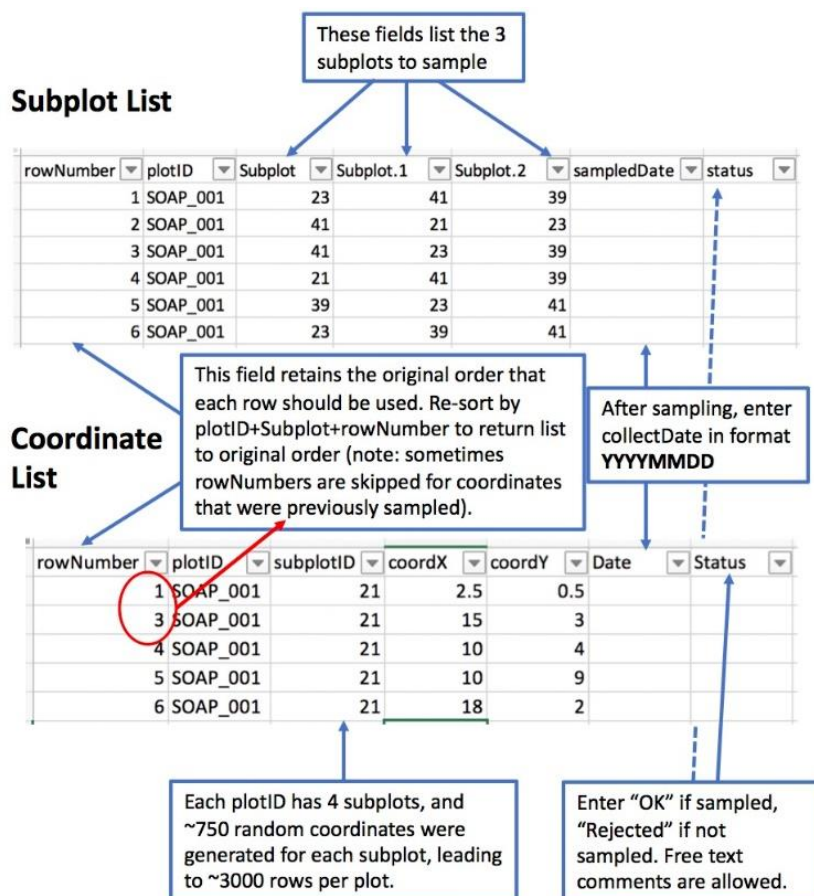 These fields list the 3
subplots to sample
Subplot List
rowNumber plotID Subplot Subplot.1 Subplot.2 sampledDate status
1 SOAP_001 23 41 39
2 SOAP_001 41 21 23
3 SOAP_001 41 23 39
4 SOAP_001 21 41 39
5 SOAP_001 39 23 41
6 SOAP_001 23 39 41
This field retains the original order that
each row should be used. Re-sort by
plotID+Subplot+rowNumber to return list
to original order (note: sometimes
rowNumbers are skipped for coordinates
that were previously sampled).
After sampling, enter
collectDate in format
YYYYMMDD
Coordinate
List
rowNumber plotID subplotID coordX coordY Date Status
1 SOAP_001 21 2.5 0.5
3 SOAP_001 21 15 3
4 SOAP_001 21 10 4
5 SOAP_001 21 10 9
6 SOAP_001 21 18 2
Each plotID has 4 subplots, and
~750 random coordinates were
generated for each subplot, leading
to ~3000 rows per plot.
Enter “OK” if sampled,
“Rejected” if not
sampled. Free text
comments are allowed.